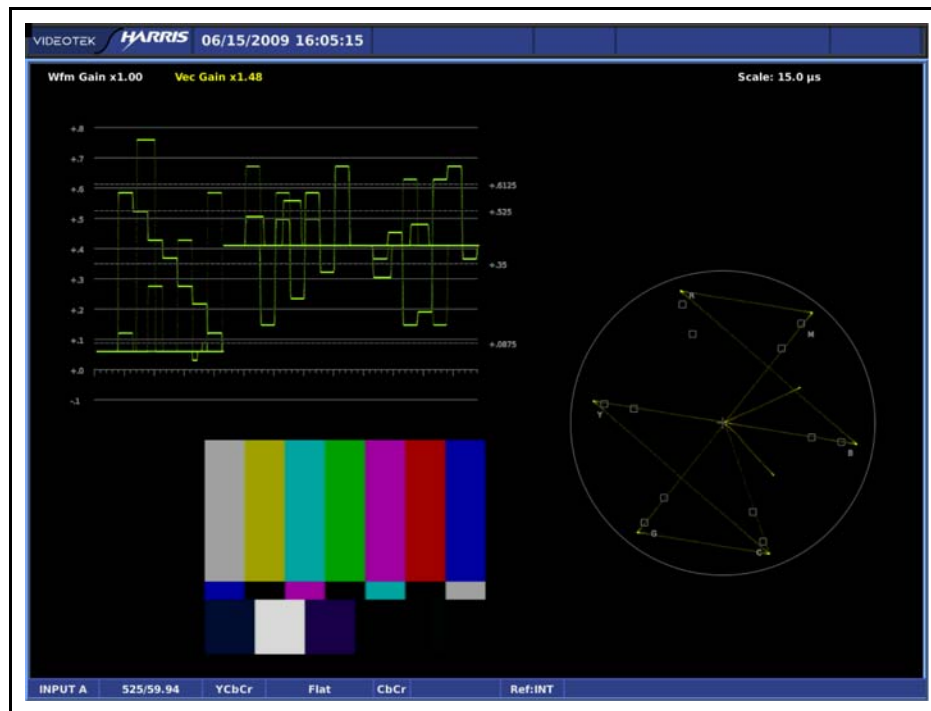 VIDEOTEK HARRIS 06/15/2009 16:05:15
Wfm Gain x1.00 Vec Gain x1.48 Scale: 15.0 µs
+.8
+.7
+.6
+.5
+.4
+.3
+.2
+.1
+.0
-.1
+.6125
+.525
+.35
+.0875
R
M
Y
B
G
C
INPUT A 525/59.94 YCbCr Flat CbCr Ref:INT